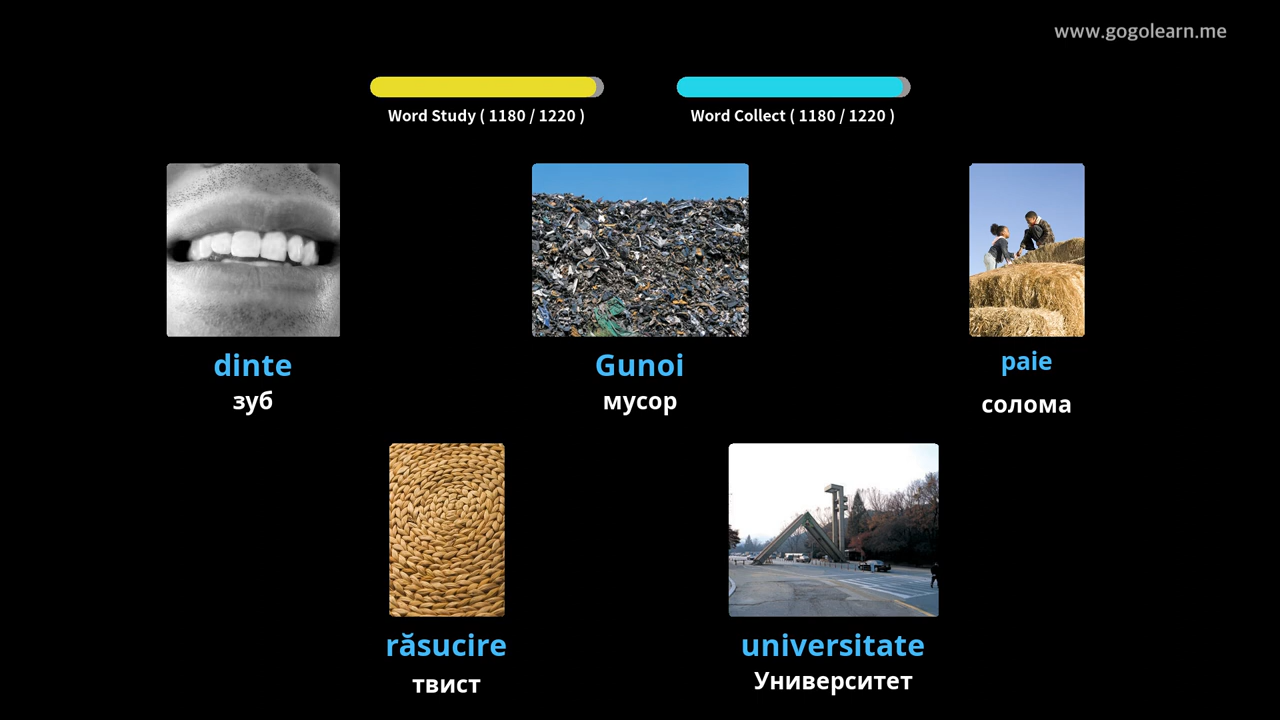 www.gogolearn.me
Word Study ( 1180 / 1220 )
Word Collect ( 1180 / 1220 )
dinte
зуб
Gunoi
мусор
paie
солома
răsucire
твист
universitate
Университет